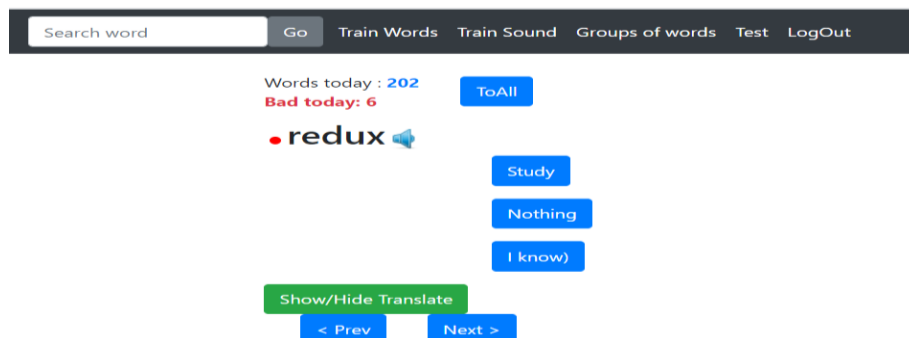 Search word Go Train Words Train Sound Groups of words Test LogOut
Words today : 202
ToAll
Bad today: 6
redux
Study
Nothing
I know)
Show/Hide Translate
< Prev Next >